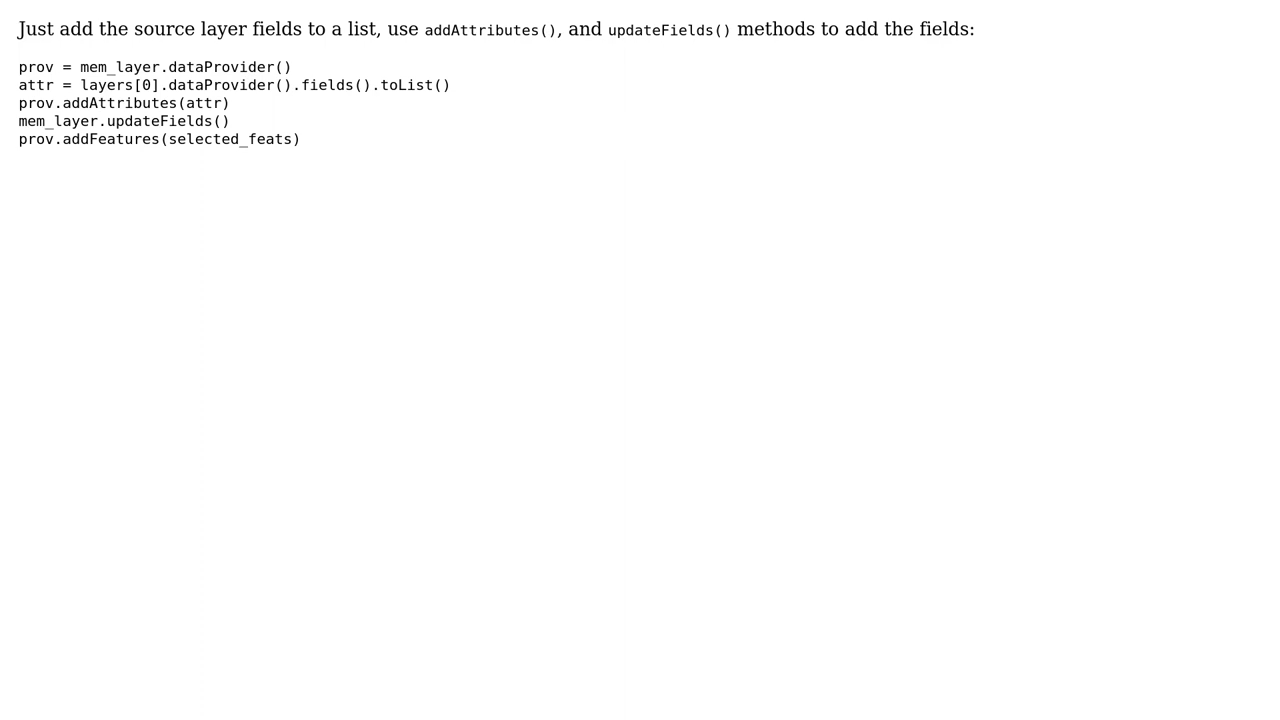 Just add the source layer fields to a list, use addAttributes(), and updateFields() methods to add the fields:
prov = mem_layer.dataProvider()
attr = layers[0].dataProvider().fields().toList()
prov.addAttributes(attr)
mem_layer.updateFields()
prov.addFeatures(selected_feats)